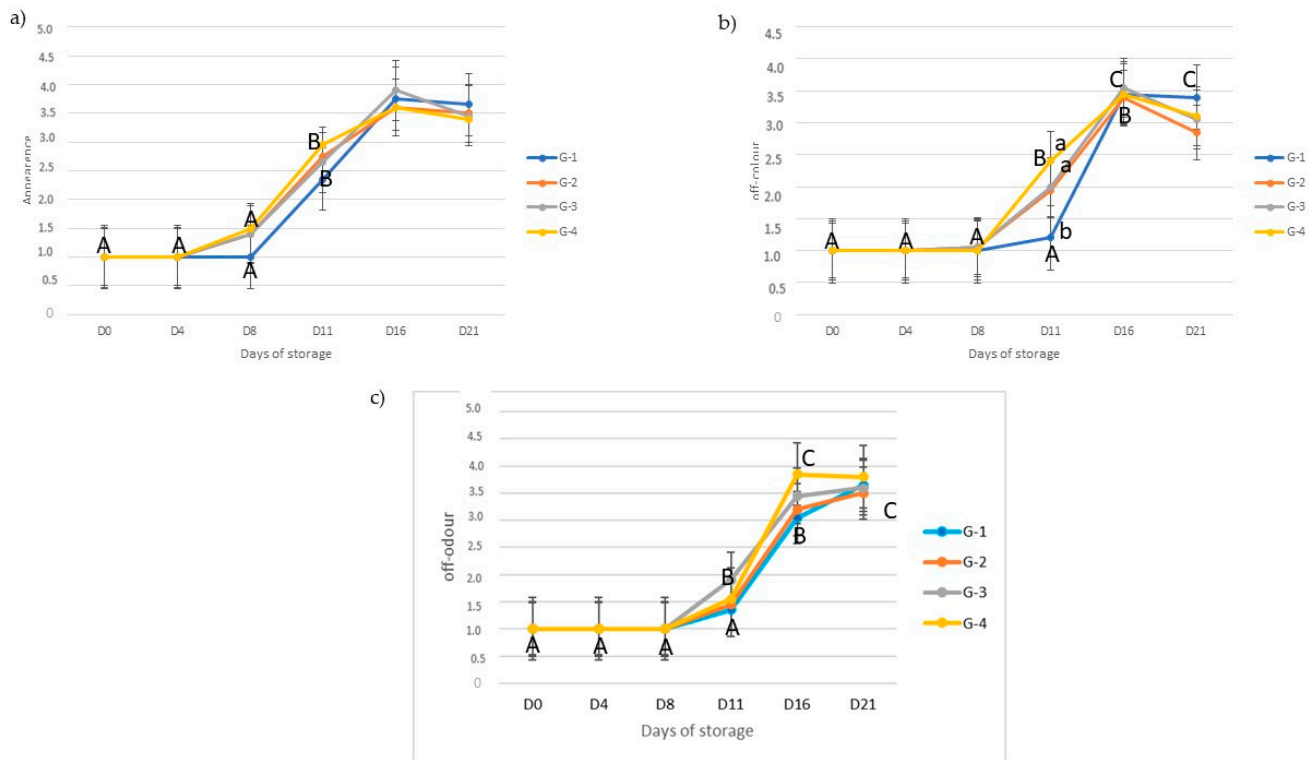 a)
5.0
4.5
4.0
3.5
3.0
2.5
2.0
1.5
1.0
0.5
0
Appearence
A
A
A
A
B
B
D0 D4 D8 D11 D16 D21
Days of storage
G-1
G-2
G-3
G-4
b)
4.5
4.0
3.5
3.0
2.5
2.0
1.5
1.0
0.5
0
off-colour
A
A
A
B
a
a
b
A
C
B
C
D0 D4 D8 D11 D16 D21
Days of storage
G-1
G-2
G-3
G-4
c)
5.0
4.5
4.0
3.5
3.0
2.5
2.0
1.5
1.0
0.5
0
off-odour
A
A
A
B
A
C
B
C
D0 D4 D8 D11 D16 D21
Days of storage
G-1
G-2
G-3
G-4